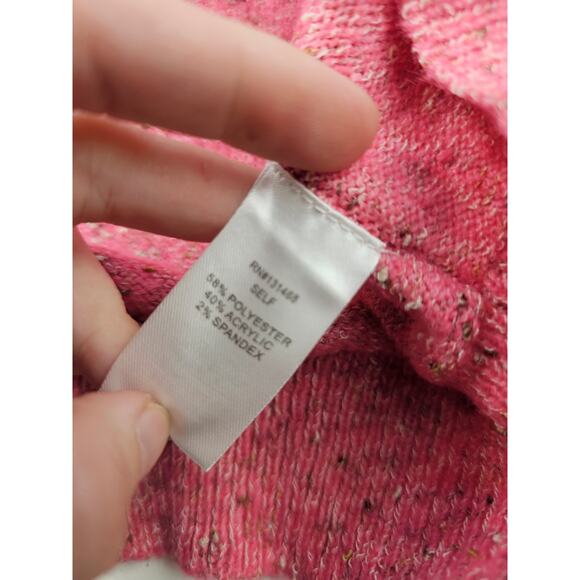 RN#131468
SELF
58% POLYESTER
40% ACRYLIC
2% SPANDEX